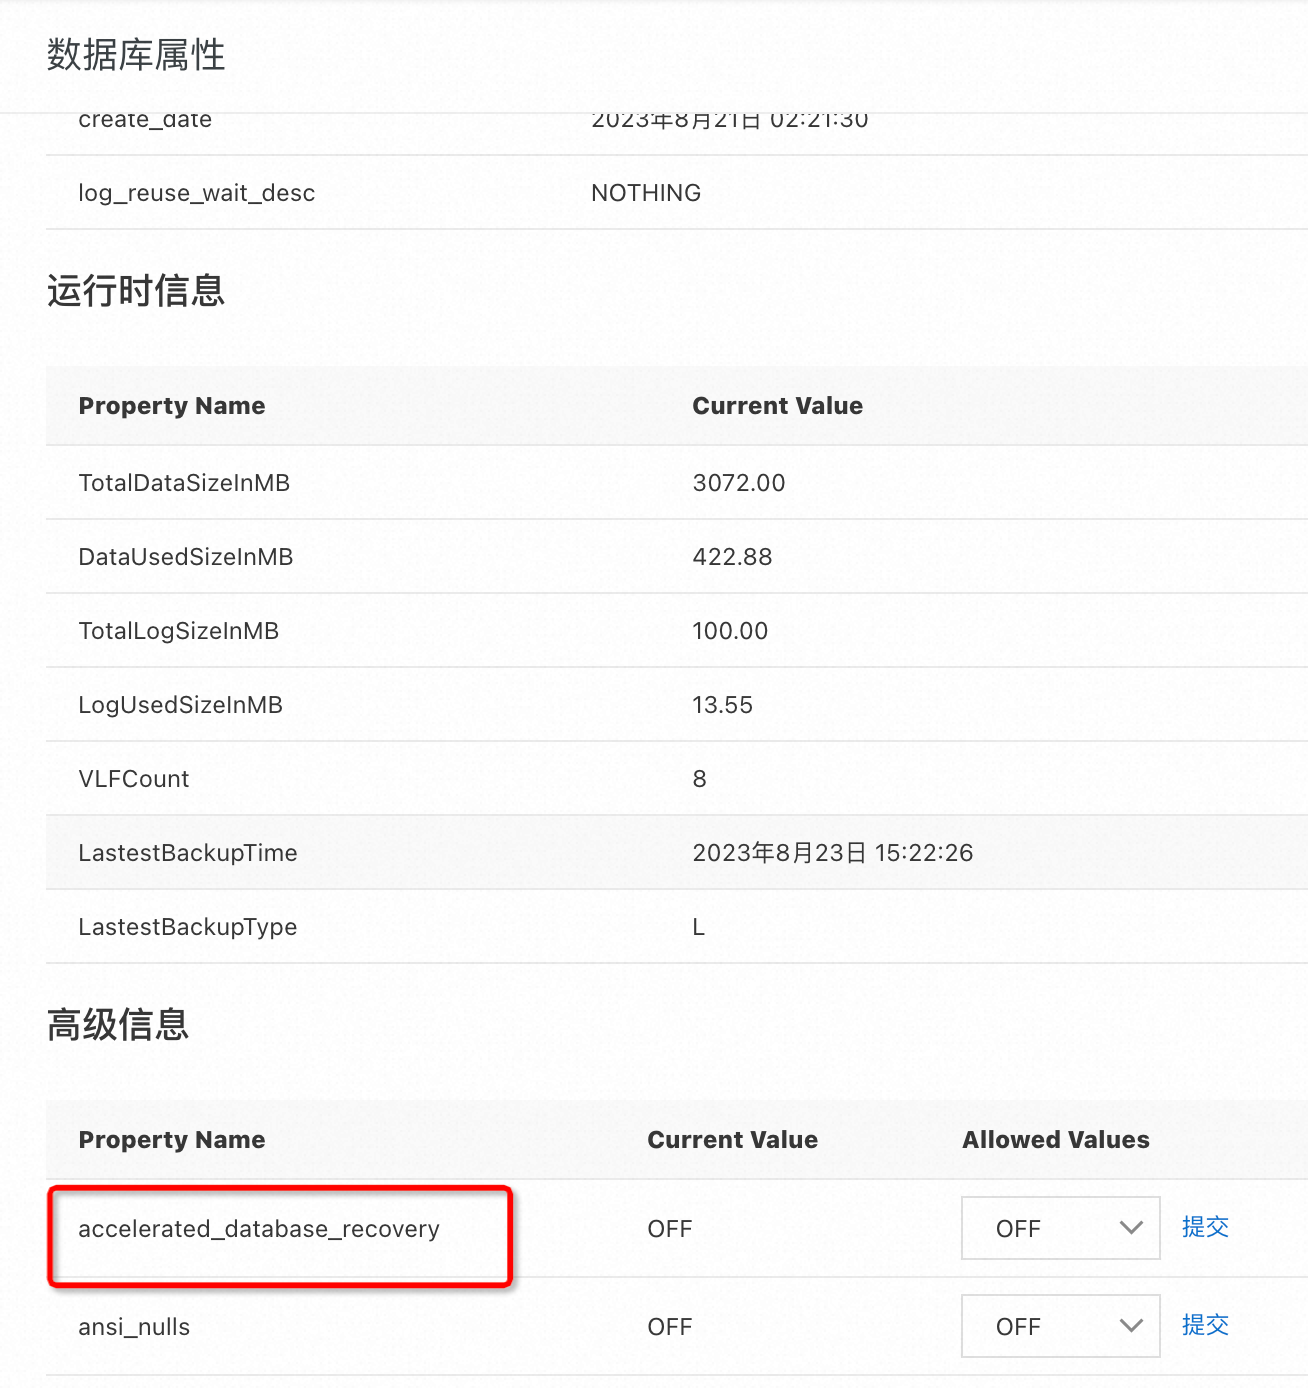 数据库属性
create_date 2023年8月21日 02:21:30
log_reuse_wait_desc NOTHING
运行时信息
Property Name Current Value
TotalDataSizeInMB 3072.00
DataUsedSizeInMB 422.88
TotalLogSizeInMB 100.00
LogUsedSizeInMB 13.55
VLFCount 8
LastestBackupTime 2023年8月23日 15:22:26
LastestBackupType L
高级信息
Property Name Current Value Allowed Values
accelerated_database_recovery OFF OFF 提交
ansi_nulls OFF OFF 提交